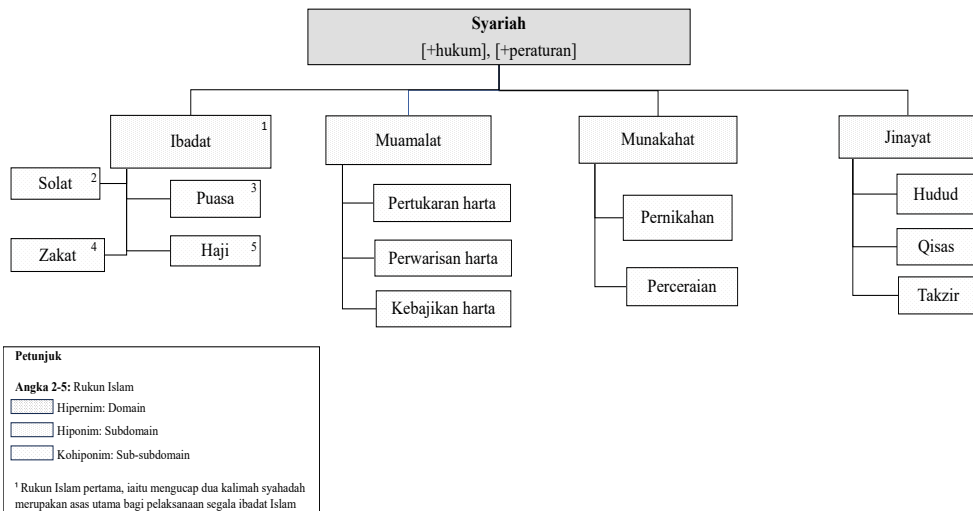 Syariah
[+hukum], [+peraturan]
Ibadat 1
Muamalat
Munakahat
Jinayat
Solat 2
Puasa 3
Zakat 4
Haji 5
Pertukaran harta
Perwarisan harta
Kebajikan harta
Pernikahan
Perceraian
Hudud
Qisas
Takzir
Petunjuk
Angka 2-5: Rukun Islam
Hipernim: Domain
Hiponim: Subdomain
Kohiponim: Sub-subdomain
¹ Rukun Islam pertama, iaitu mengucap dua kalimah syahadah
merupakan asas utama bagi pelaksanaan segala ibadat Islam